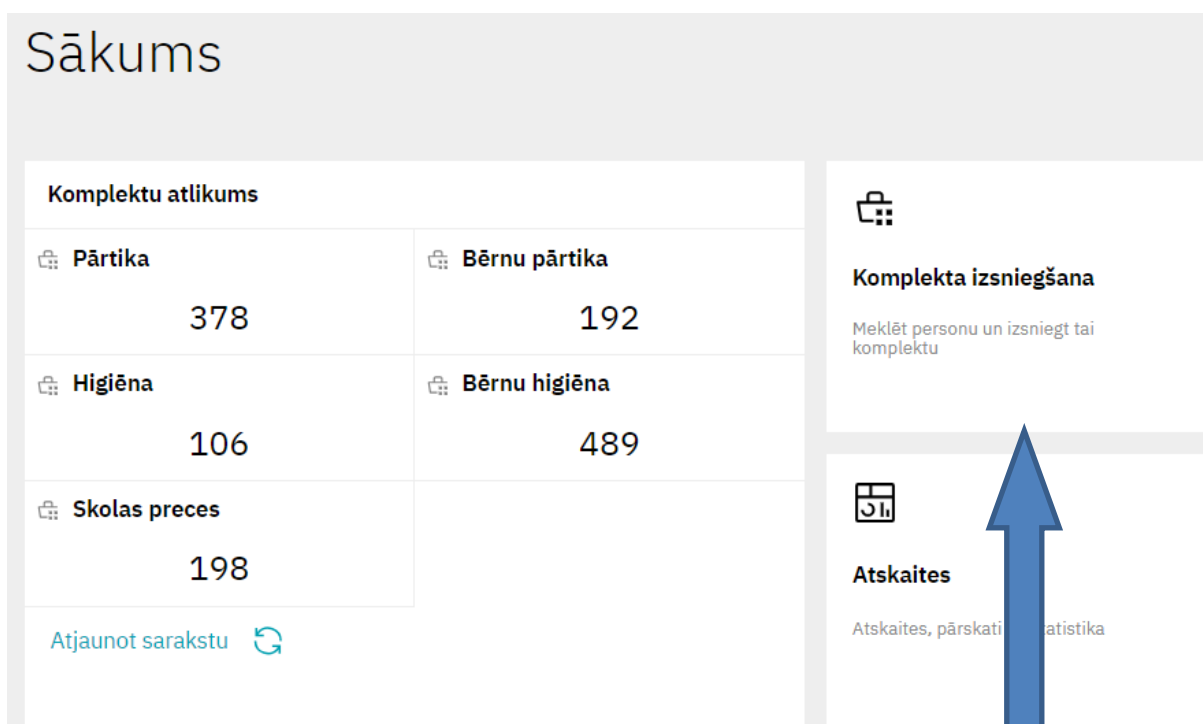 Sākums
Komplektu atlikums
Pārtika
378
Bērnu pārtika
192
Higiēna
106
Bērnu higiēna
489
Skolas preces
198
Atjaunot sarakstu
Komplekta izsniegšana
Meklēt personu un izsniegt tai
komplektu
Atskaites
Atskaites, pārskati